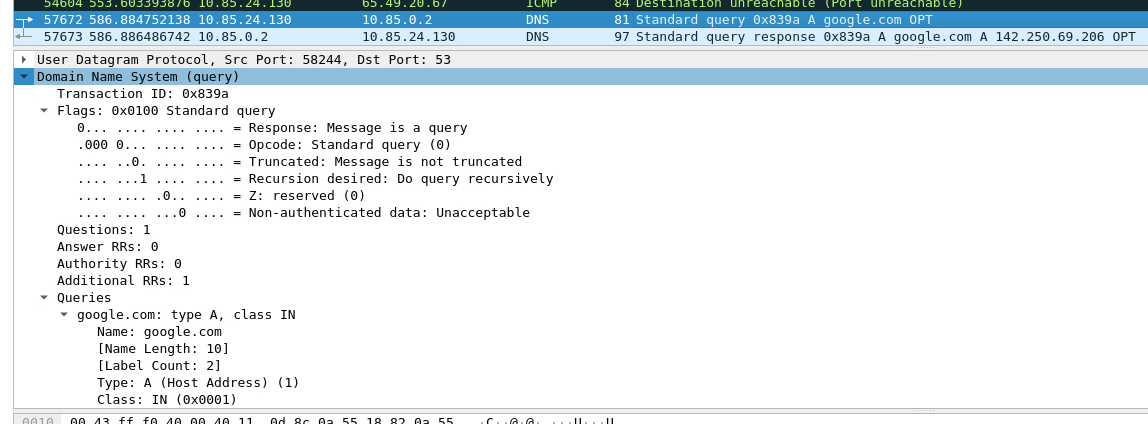 54604 553.603393876 10.85.24.130 65.49.20.67 ICMP 84 Destination unreachable (Port unreachable)
57672 586.884752138 10.85.24.130 10.85.0.2 DNS 81 Standard query 0x839a A google.com OPT
57673 586.886486742 10.85.0.2 10.85.24.130 DNS 97 Standard query response 0x839a A google.com A 142.250.69.206 OPT
User Datagram Protocol, Src Port: 58244, Dst Port: 53
Domain Name System (query)
Transaction ID: 0x839a
Flags: 0x0100 Standard query
0... .... .... .... = Response: Message is a query
.000 0... .... .... = Opcode: Standard query (0)
.... ..0. .... .... = Truncated: Message is not truncated
.... ...1 .... .... = Recursion desired: Do query recursively
.... .... .0.. .... = Z: reserved (0)
.... .... ...0 .... = Non-authenticated data: Unacceptable
Questions: 1
Answer RRs: 0
Authority RRs: 0
Additional RRs: 1
Queries
google.com: type A, class IN
Name: google.com
[Name Length: 10]
[Label Count: 2]
Type: A (Host Address) (1)
Class: IN (0x0001)
0010 00 43 ff f0 40 00 40 11 0d 8c 0a 55 18 82 0a 55 ·C··@·@· ···U···U